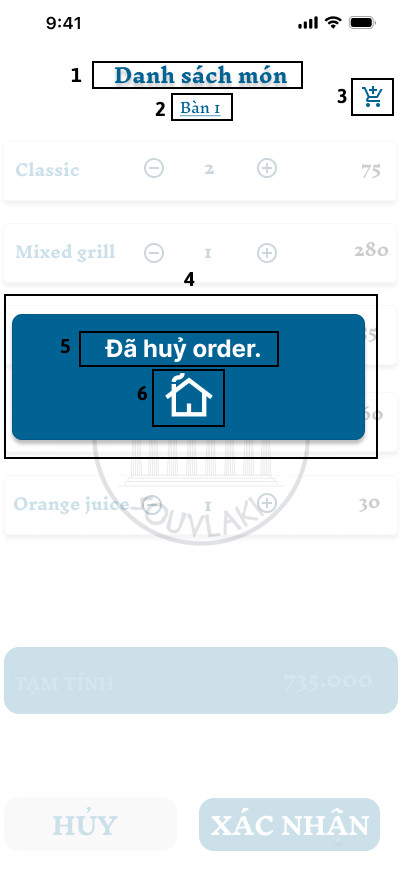 9:41
1 Danh sách món
2 Bàn 1
3
Classic 2 75
Mixed grill 1 280
4
5 Đã huỷ order.
6
SOUVLAKI
Orange juice 1 30
TẠM TÍNH 735.000
HỦY XÁC NHẬN